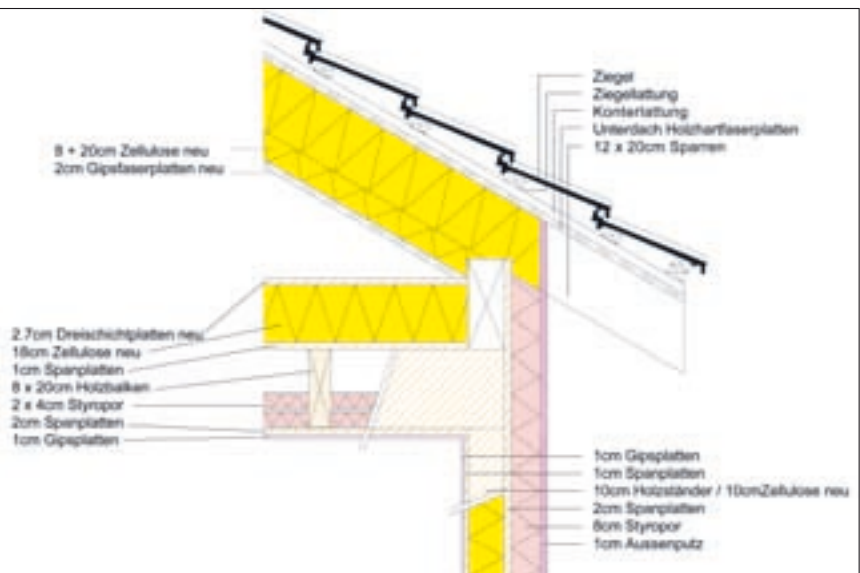 Ziegel
Ziegellattung
Konterlattung
Unterdach Holzhartfaserplatten
12 x 20cm Sparren
8 + 20cm Zellulose neu
2cm Gipsfaserplatten neu
2.7cm Dreischichtplatten neu
18cm Zellulose neu
1cm Spanplatten
8 x 20cm Holzbalken
2 x 4cm Styropor
2cm Spanplatten
1cm Gipsplatten
1cm Gipsplatten
1cm Spanplatten
10cm Holzständer / 10cmZellulose neu
2cm Spanplatten
8cm Styropor
1cm Aussenputz